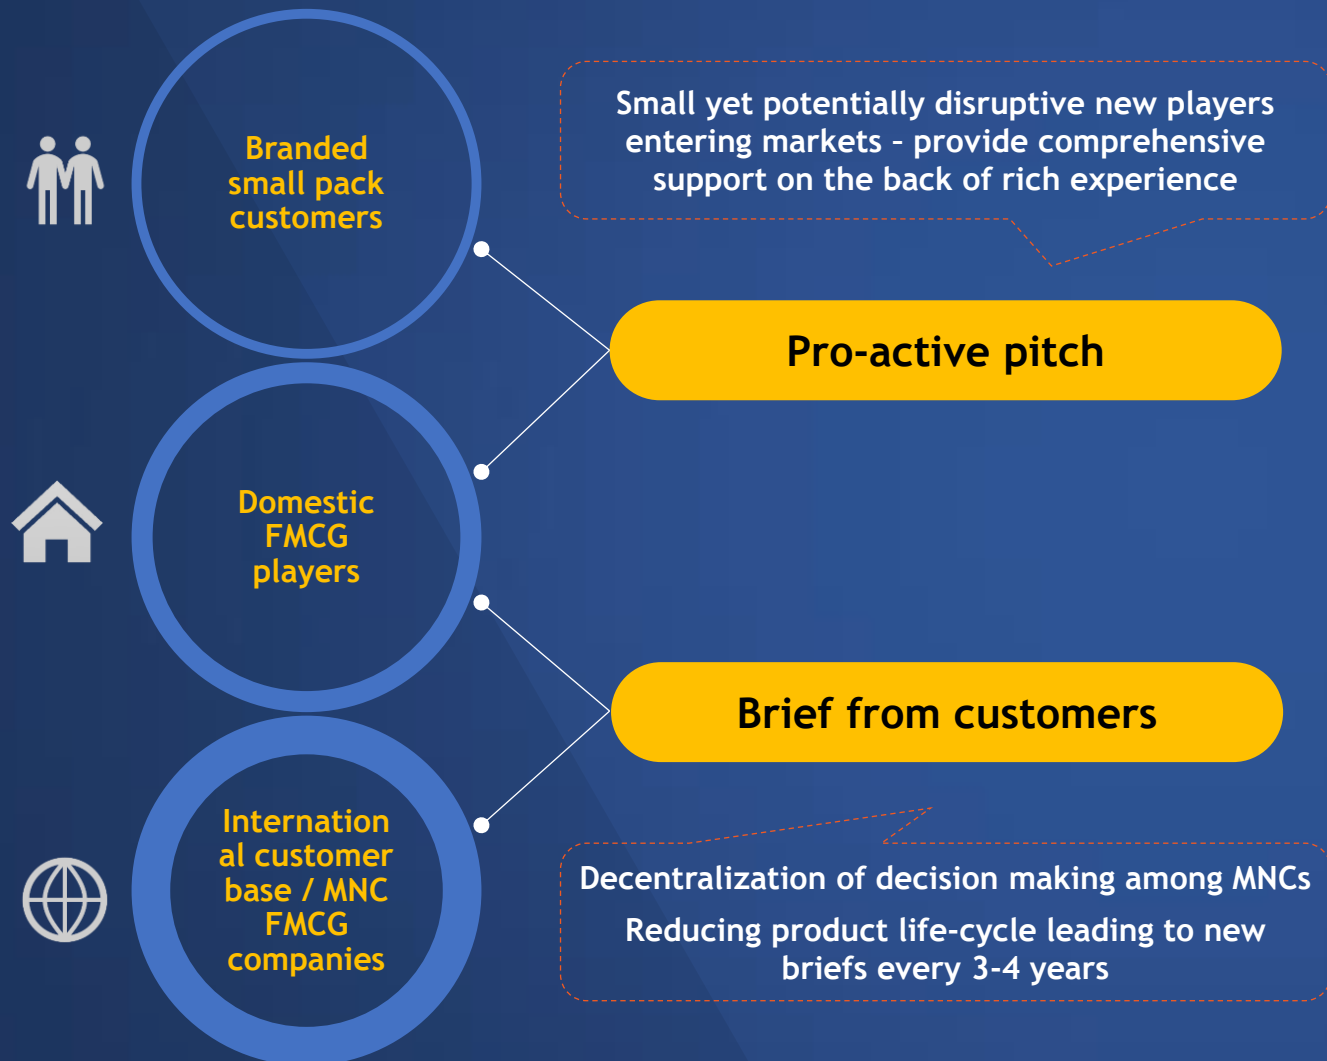 Branded
small pack
customers
Small yet potentially disruptive new players
entering markets – provide comprehensive
support on the back of rich experience
Pro-active pitch
Domestic
FMCG
players
Brief from customers
Internation
al customer
base / MNC
FMCG
companies
Decentralization of decision making among MNCs
Reducing product life-cycle leading to new
briefs every 3-4 years